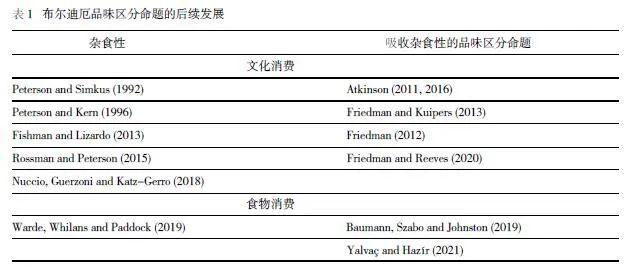 表 1 布尔迪厄品味区分命题的后续发展
杂食性 吸收杂食性的品味区分命题
文化消费
Peterson and Simkus (1992) Atkinson (2011, 2016)
Peterson and Kern (1996) Friedman and Kuipers (2013)
Fishman and Lizardo (2013) Friedman (2012)
Rossman and Peterson (2015) Friedman and Reeves (2020)
Nuccio, Guerzoni and Katz-Gerro (2018)
食物消费
Warde, Whilans and Paddock (2019) Baumann, Szabo and Johnston (2019)
Yalvaç and Hazír (2021)